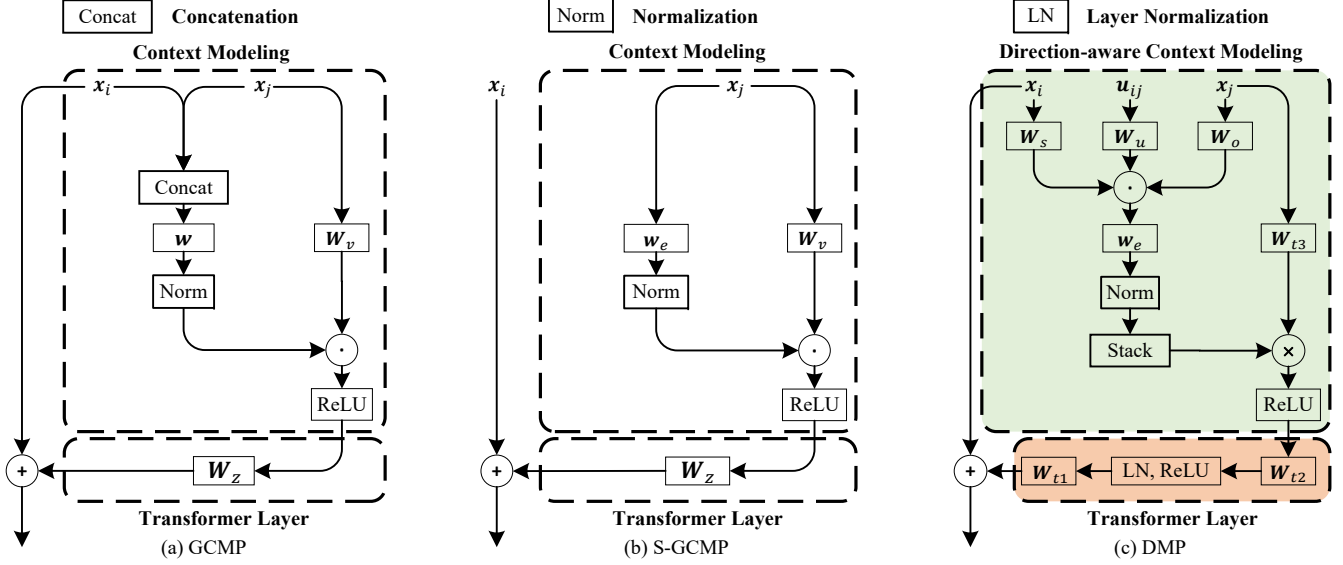 Concat Concatenation
Context Modeling
x_i x_j
Concat
w W_v
Norm
·
ReLU
+ W_z
Transformer Layer
(a) GCMP
Norm Normalization
Context Modeling
x_i x_j
w_e W_v
Norm
·
ReLU
+ W_z
Transformer Layer
(b) S-GCMP
LN Layer Normalization
Direction-aware Context Modeling
x_i u_ij x_j
W_s W_u W_o
·
w_e W_t3
Norm
Stack ×
ReLU
+ W_t1 LN, ReLU W_t2
Transformer Layer
(c) DMP